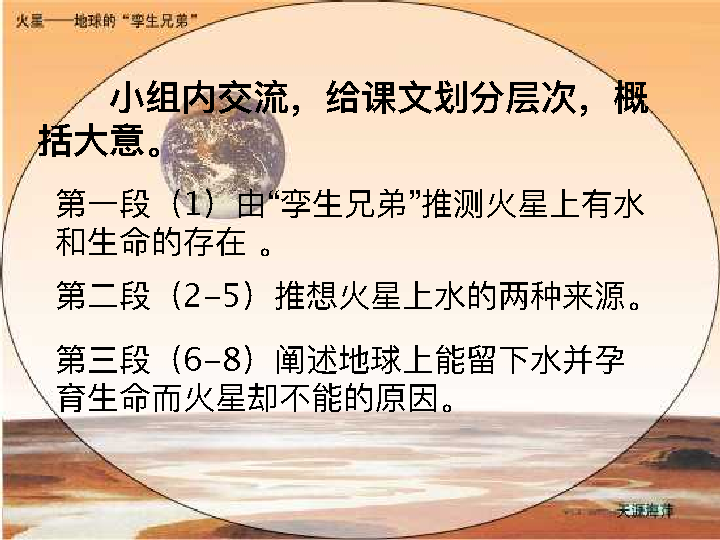 火星——地球的“孪生兄弟”
小组内交流，给课文划分层次，概
括大意。
第一段（1）由“孪生兄弟”推测火星上有水
和生命的存在 。
第二段（2-5）推想火星上水的两种来源。
第三段（6-8）阐述地球上能留下水并孕
育生命而火星却不能的原因。
天涯海洋